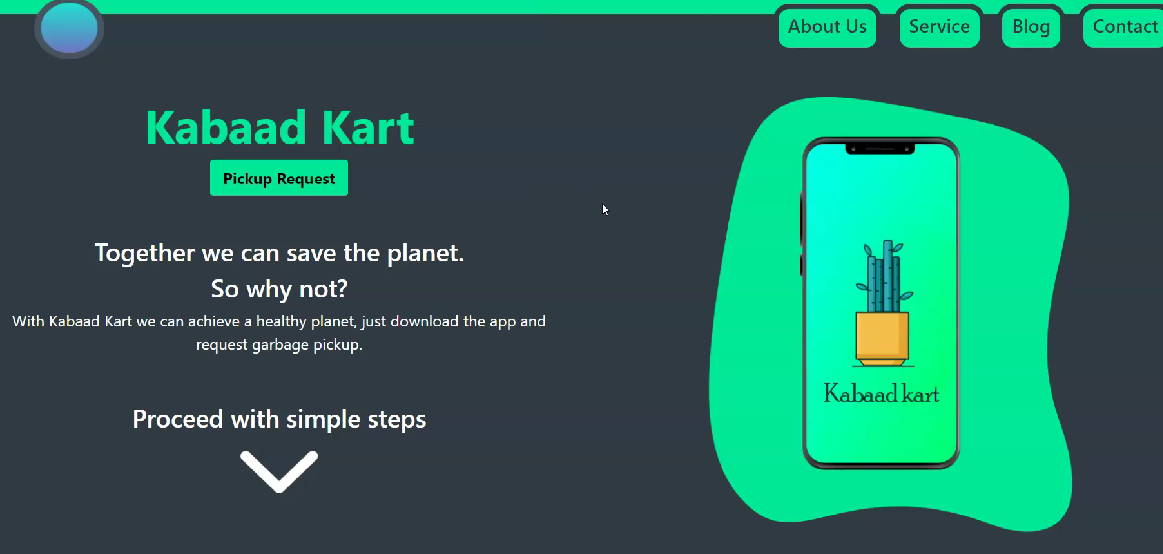 About Us
Service
Blog
Contact
Kabaad Kart
Pickup Request
Together we can save the planet.
So why not?
With Kabaad Kart we can achieve a healthy planet, just download the app and
request garbage pickup.
Proceed with simple steps
Kabaad kart